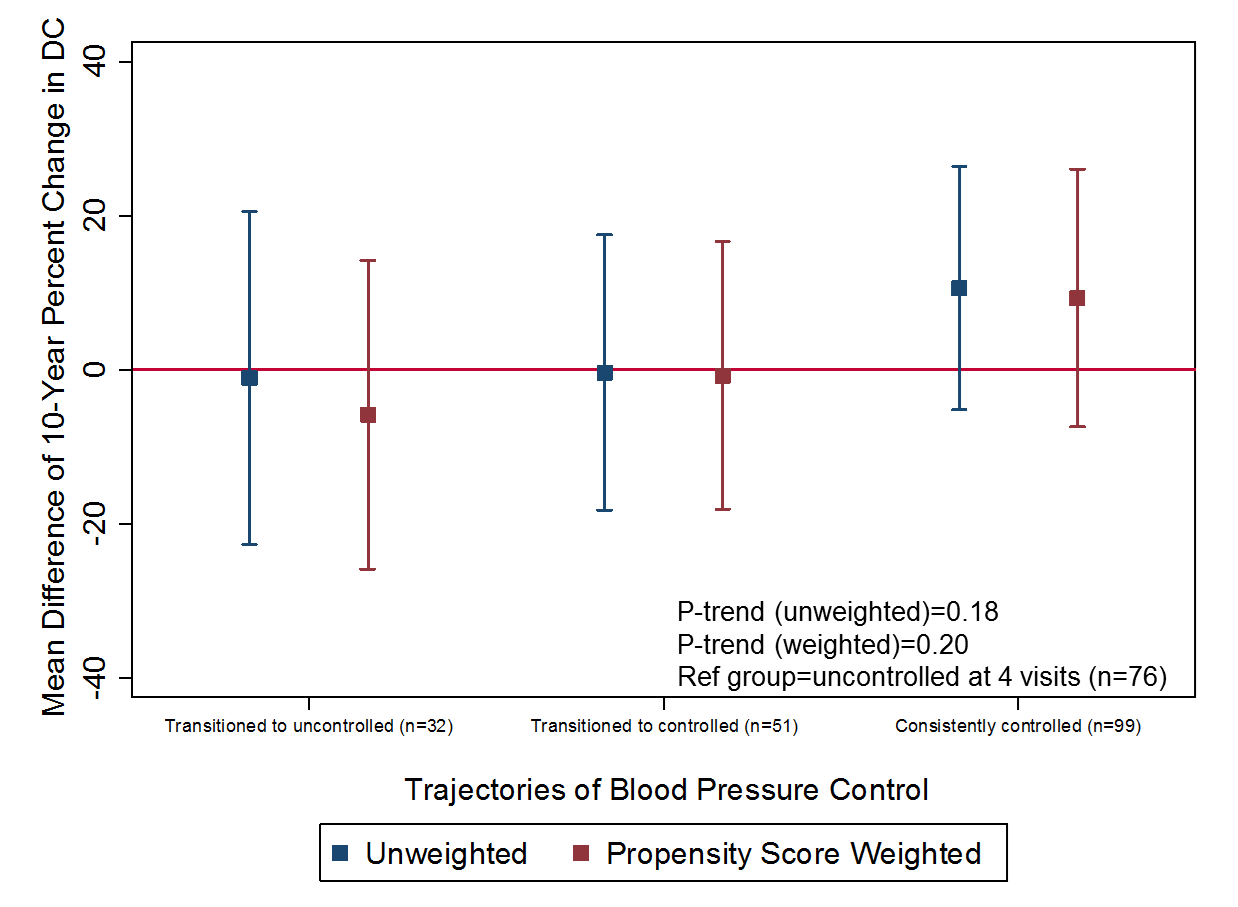 Mean Difference of 10-Year Percent Change in DC
40
20
0
-20
-40
P-trend (unweighted)=0.18
P-trend (weighted)=0.20
Ref group=uncontrolled at 4 visits (n=76)
Transitioned to uncontrolled (n=32)
Transitioned to controlled (n=51)
Consistently controlled (n=99)
Trajectories of Blood Pressure Control
Unweighted
Propensity Score Weighted